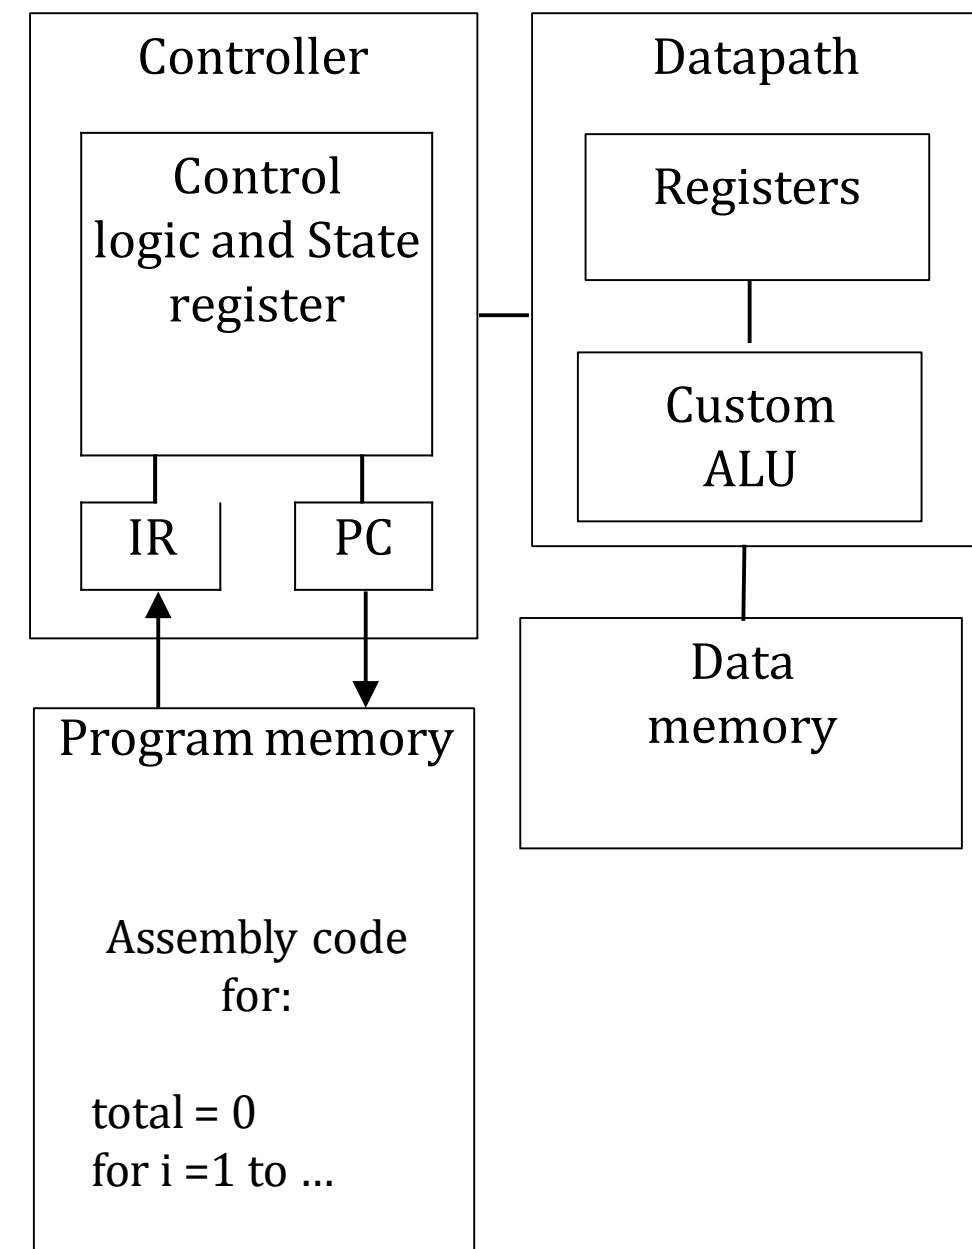 Controller
Control
logic and State
register
IR
PC
Program memory
Assembly code
for:
total = 0
for i =1 to ...
Datapath
Registers
Custom
ALU
Data
memory